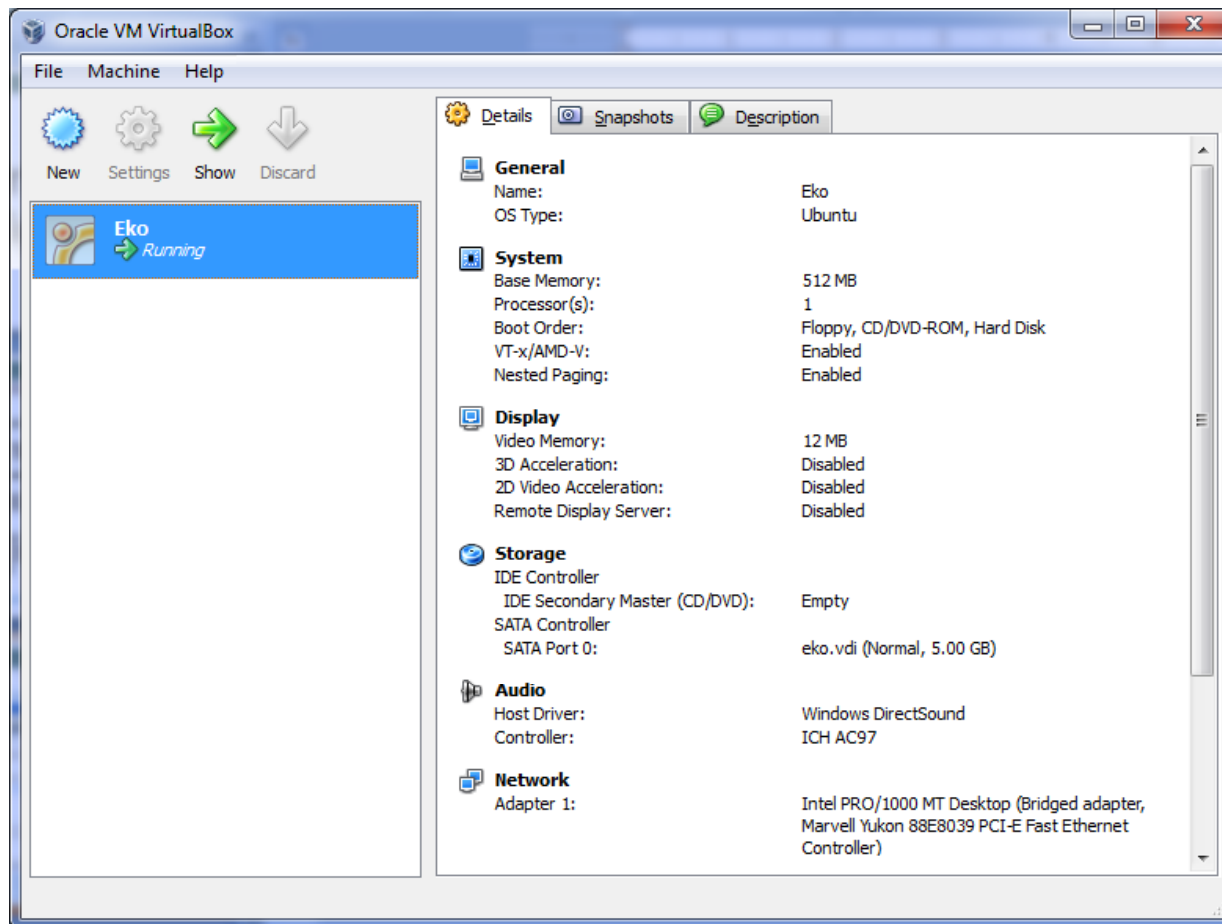 Oracle VM VirtualBox
File Machine Help
New Settings Show Discard
Eko
Running
Details Snapshots Description
General
Name: Eko
OS Type: Ubuntu
System
Base Memory: 512 MB
Processor(s): 1
Boot Order: Floppy, CD/DVD-ROM, Hard Disk
VT-x/AMD-V: Enabled
Nested Paging: Enabled
Display
Video Memory: 12 MB
3D Acceleration: Disabled
2D Video Acceleration: Disabled
Remote Display Server: Disabled
Storage
IDE Controller
IDE Secondary Master (CD/DVD): Empty
SATA Controller
SATA Port 0: eko.vdi (Normal, 5.00 GB)
Audio
Host Driver: Windows DirectSound
Controller: ICH AC97
Network
Adapter 1: Intel PRO/1000 MT Desktop (Bridged adapter,
Marvell Yukon 88E8039 PCI-E Fast Ethernet
Controller)